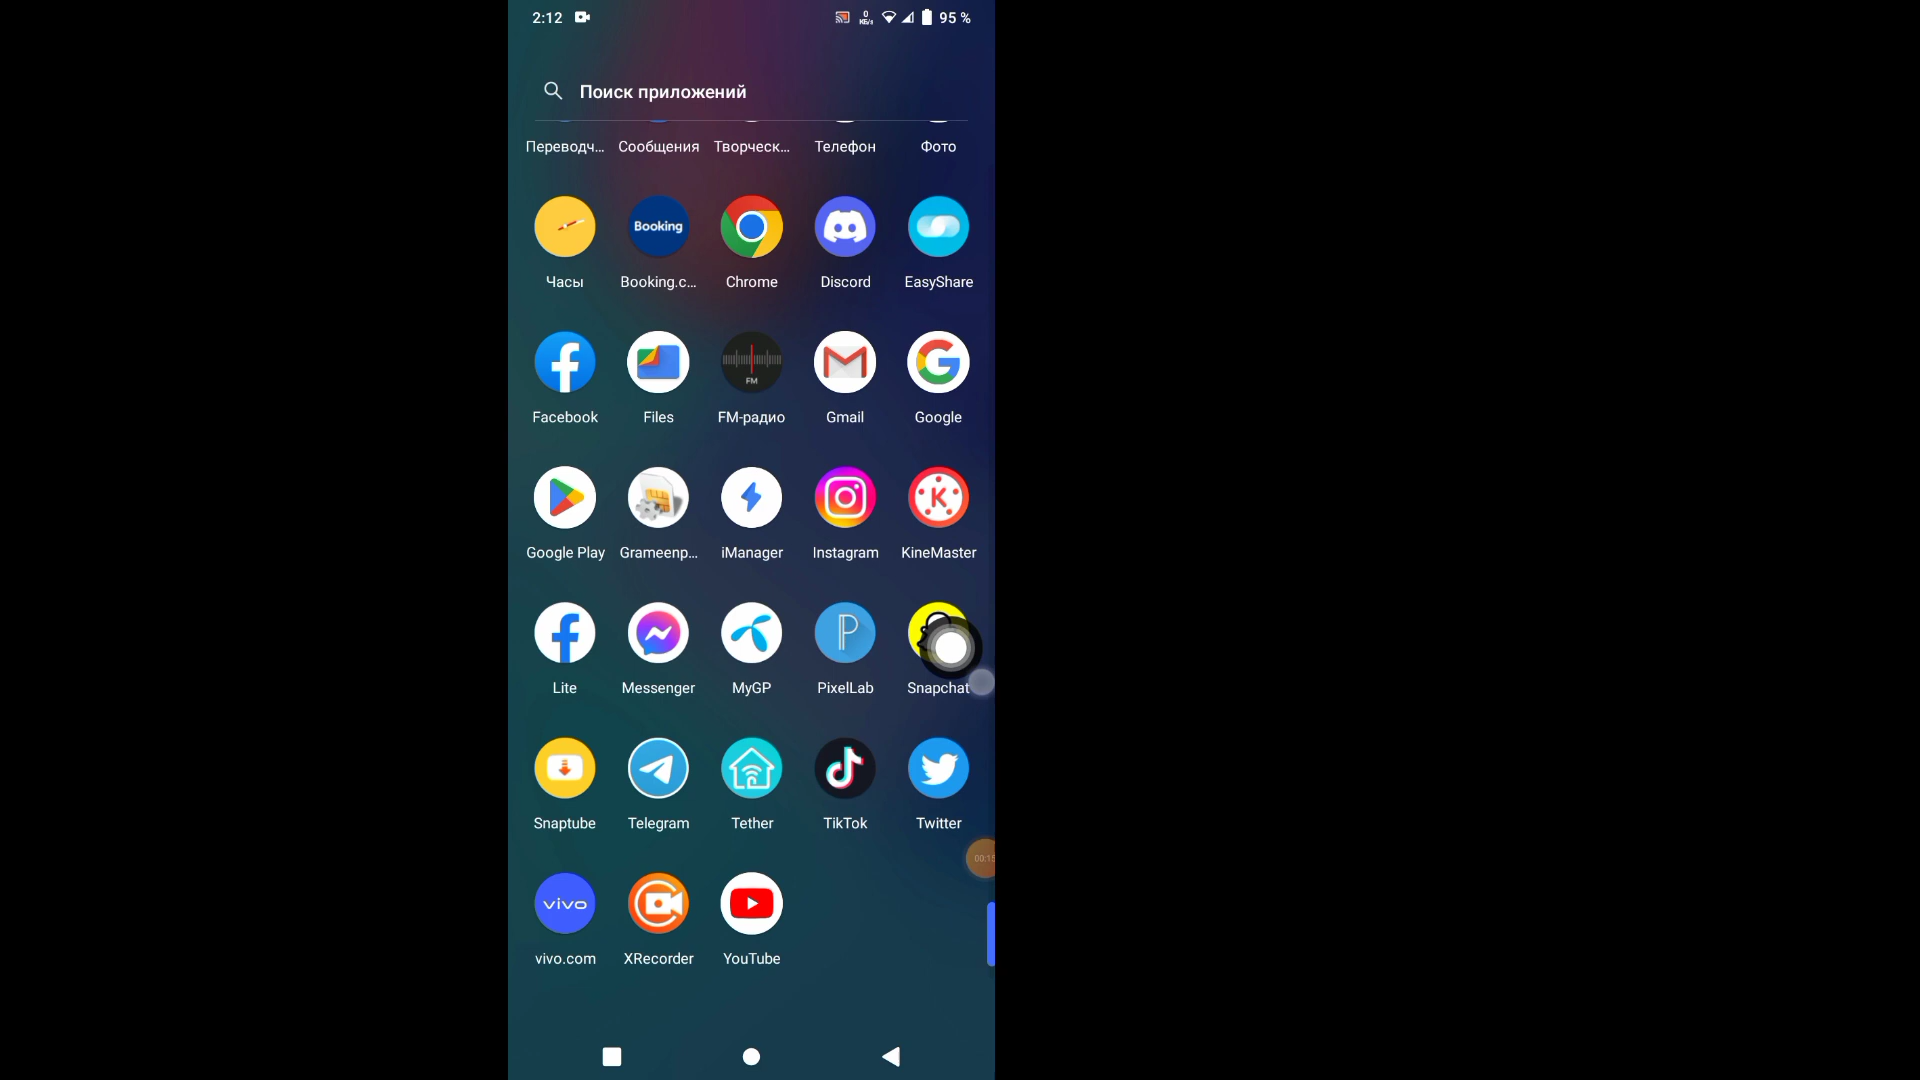 2:12
0
КБ/s
95 %
Поиск приложений
Переводч...
Сообщения
Творческ...
Телефон
Фото
Booking
Часы
Booking.c...
Chrome
Discord
EasyShare
FM
Facebook
Files
FM-радио
Gmail
Google
K
Google Play
Grameenp...
iManager
Instagram
KineMaster
P
Lite
Messenger
MyGP
PixelLab
Snapchat
Snaptube
Telegram
Tether
TikTok
Twitter
vivo
vivo.com
XRecorder
YouTube